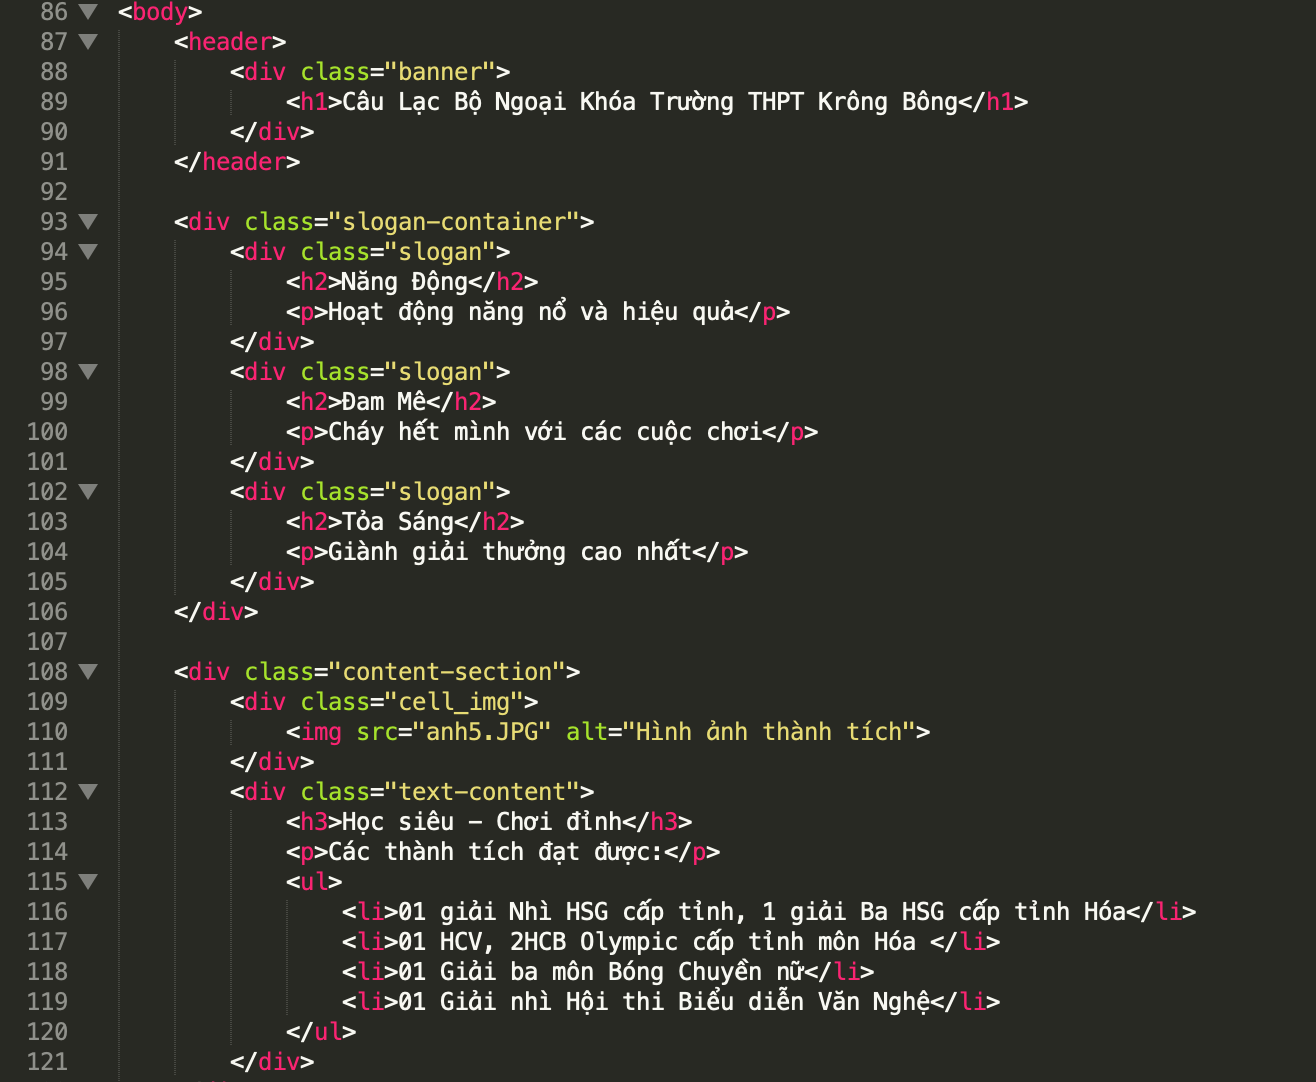 86 <body>
87 <header>
88 <div class="banner">
89 <h1>Câu Lạc Bộ Ngoại Khóa Trường THPT Krông Bông</h1>
90 </div>
91 </header>
92
93 <div class="slogan-container">
94 <div class="slogan">
95 <h2>Năng Động</h2>
96 <p>Hoạt động năng nổ và hiệu quả</p>
97 </div>
98 <div class="slogan">
99 <h2>Đam Mê</h2>
100 <p>Cháy hết mình với các cuộc chơi</p>
101 </div>
102 <div class="slogan">
103 <h2>Tỏa Sáng</h2>
104 <p>Giành giải thưởng cao nhất</p>
105 </div>
106 </div>
107
108 <div class="content-section">
109 <div class="cell_img">
110 <img src="anh5.JPG" alt="Hình ảnh thành tích">
111 </div>
112 <div class="text-content">
113 <h3>Học siêu - Chơi đỉnh</h3>
114 <p>Các thành tích đạt được:</p>
115 <ul>
116 <li>01 giải Nhì HSG cấp tỉnh, 1 giải Ba HSG cấp tỉnh Hóa</li>
117 <li>01 HCV, 2HCB Olympic cấp tỉnh môn Hóa </li>
118 <li>01 Giải ba môn Bóng Chuyền nữ</li>
119 <li>01 Giải nhì Hội thi Biểu diễn Văn Nghệ</li>
120 </ul>
121 </div>